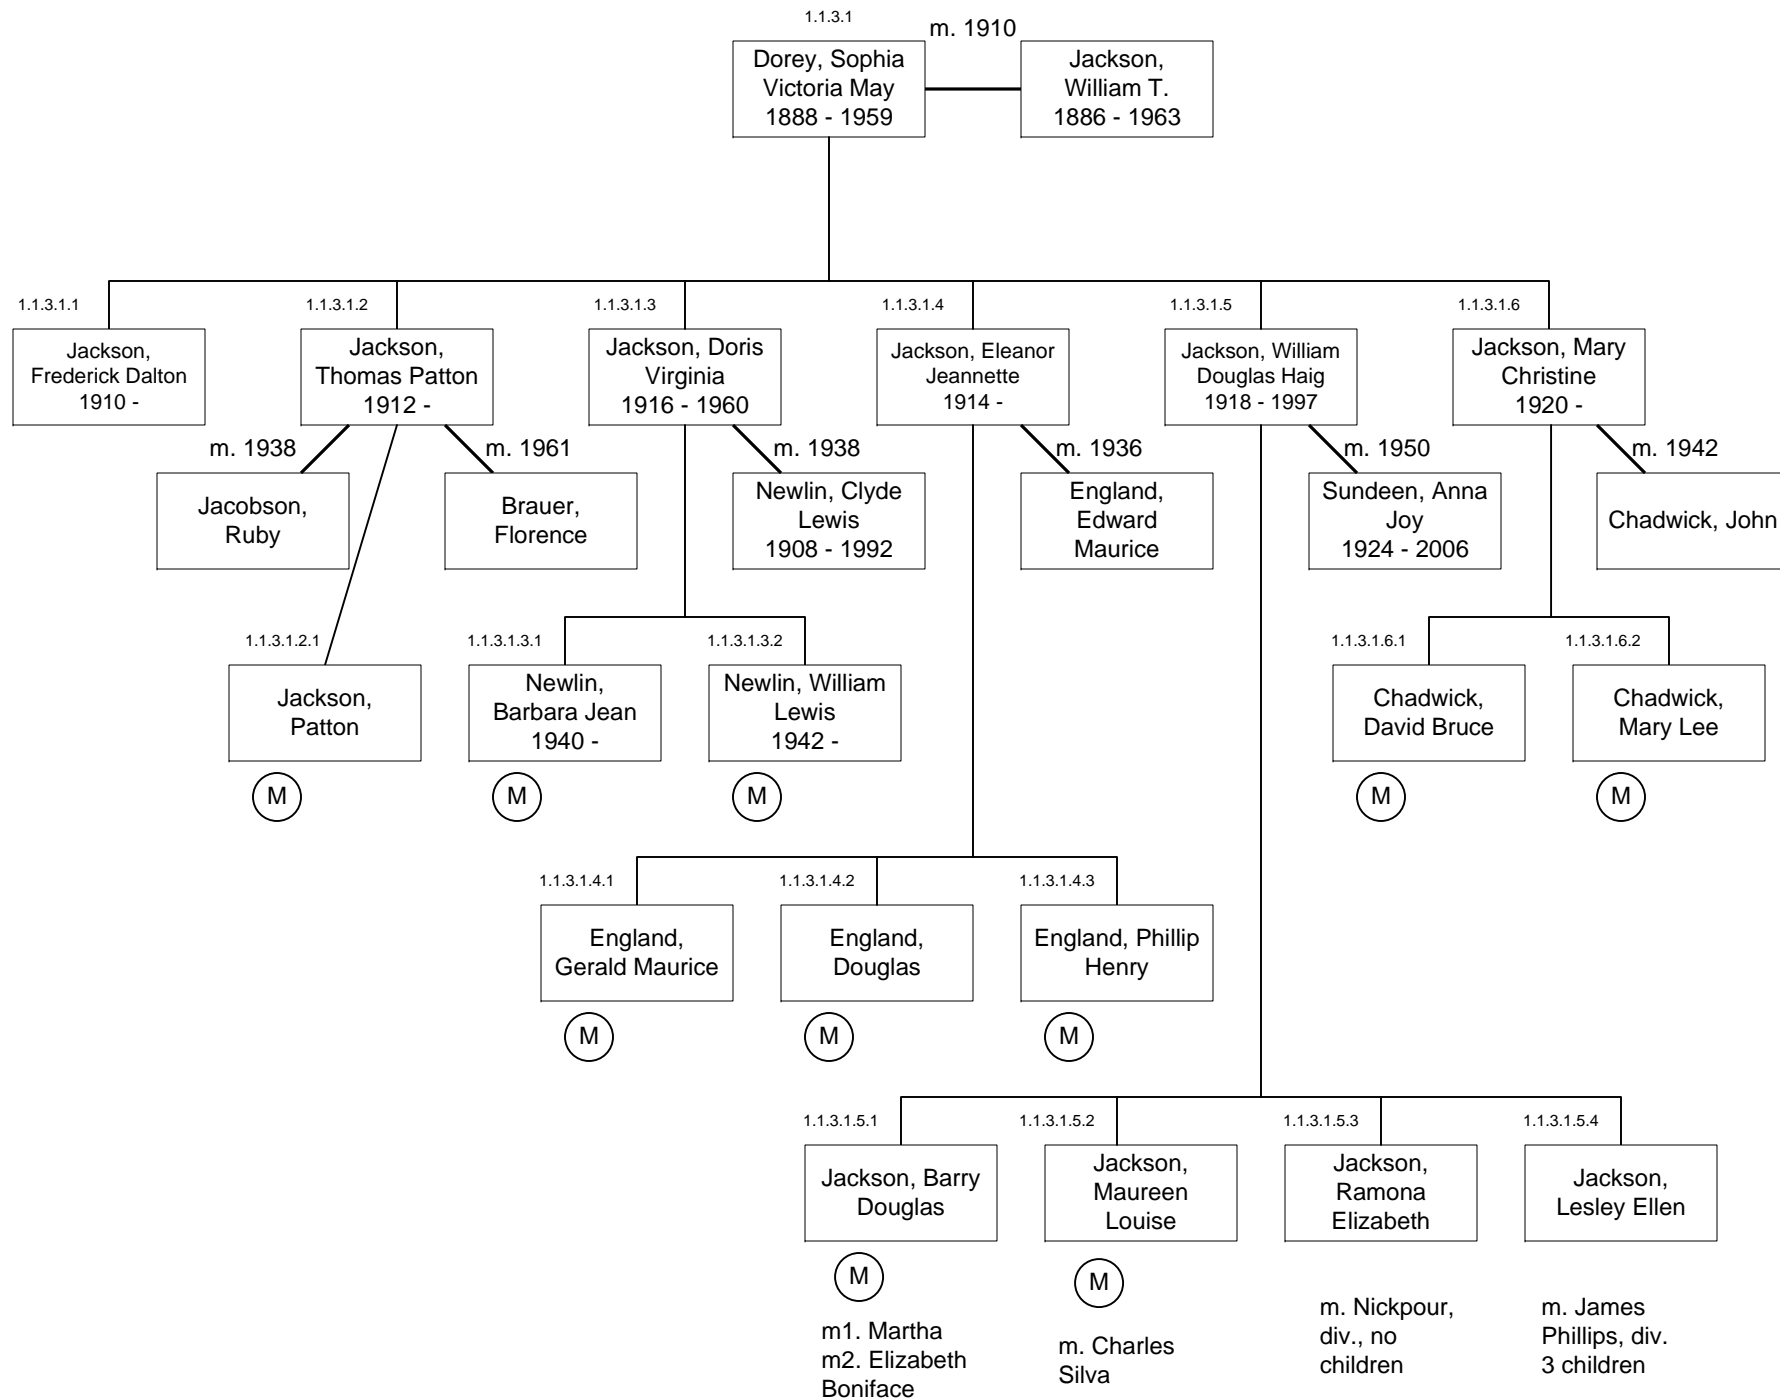 1.1.3.1
m. 1910
Dorey, Sophia
Victoria May
1888 - 1959
Jackson,
William T.
1886 - 1963
1.1.3.1.1
1.1.3.1.2
1.1.3.1.3
1.1.3.1.4
1.1.3.1.5
1.1.3.1.6
Jackson,
Frederick Dalton
1910 -
Jackson,
Thomas Patton
1912 -
Jackson, Doris
Virginia
1916 - 1960
Jackson, Eleanor
Jeannette
1914 -
Jackson, William
Douglas Haig
1918 - 1997
Jackson, Mary
Christine
1920 -
m. 1938
m. 1961
m. 1938
m. 1936
m. 1950
m. 1942
Jacobson,
Ruby
Brauer,
Florence
Newlin, Clyde
Lewis
1908 - 1992
England,
Edward
Maurice
Sundeen, Anna
Joy
1924 - 2006
Chadwick, John
1.1.3.1.2.1
1.1.3.1.3.1
1.1.3.1.3.2
1.1.3.1.6.1
1.1.3.1.6.2
Jackson,
Patton
Newlin,
Barbara Jean
1940 -
Newlin, William
Lewis
1942 -
Chadwick,
David Bruce
Chadwick,
Mary Lee
M
M
M
M
M
1.1.3.1.4.1
1.1.3.1.4.2
1.1.3.1.4.3
England,
Gerald Maurice
England,
Douglas
England, Phillip
Henry
M
M
M
1.1.3.1.5.1
1.1.3.1.5.2
1.1.3.1.5.3
1.1.3.1.5.4
Jackson, Barry
Douglas
Jackson,
Maureen
Louise
Jackson,
Ramona
Elizabeth
Jackson,
Lesley Ellen
M
M
m1. Martha
m2. Elizabeth
Boniface
m. Charles
Silva
m. Nickpour,
div., no
children
m. James
Phillips, div.
3 children